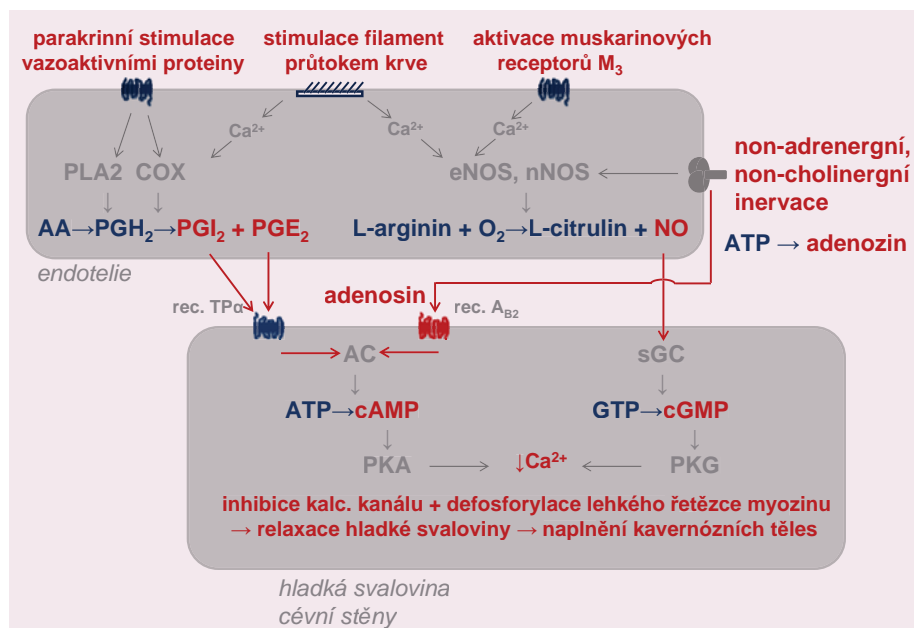 parakrinní stimulace
vazoaktivními proteiny
stimulace filament
průtokem krve
aktivace muskarinových
receptorů M₃
Ca²⁺
Ca²⁺
Ca²⁺
PLA2 COX
eNOS, nNOS
non-adrenergní,
non-cholinergní
inervace
AA→PGH₂→PGI₂ + PGE₂
L-arginin + O₂→L-citrulin + NO
ATP → adenozin
endotelie
rec. TPα
adenosin
rec. A_B2
AC
sGC
ATP→cAMP
GTP→cGMP
PKA → ↓Ca²⁺ ← PKG
inhibice kalc. kanálu + defosforylace lehkého řetězce myozinu
→ relaxace hladké svaloviny → naplnění kavernózních těles
hladká svalovina
cévní stěny